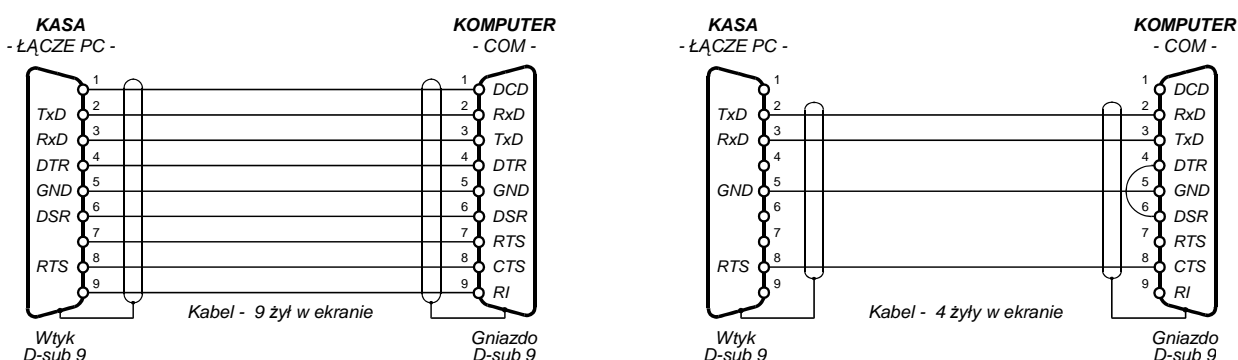 KASA
- ŁĄCZE PC -
KOMPUTER
- COM -
1 1 DCD
TxD 2 2 RxD
RxD 3 3 TxD
DTR 4 4 DTR
GND 5 5 GND
DSR 6 6 DSR
7 7 RTS
RTS 8 8 CTS
9 9 RI
Kabel - 9 żył w ekranie
Wtyk
D-sub 9
Gniazdo
D-sub 9
KASA
- ŁĄCZE PC -
KOMPUTER
- COM -
1 1 DCD
TxD 2 2 RxD
RxD 3 3 TxD
4 4 DTR
GND 5 5 GND
6 6 DSR
7 7 RTS
RTS 8 8 CTS
9 9 RI
Kabel - 4 żyły w ekranie
Wtyk
D-sub 9
Gniazdo
D-sub 9